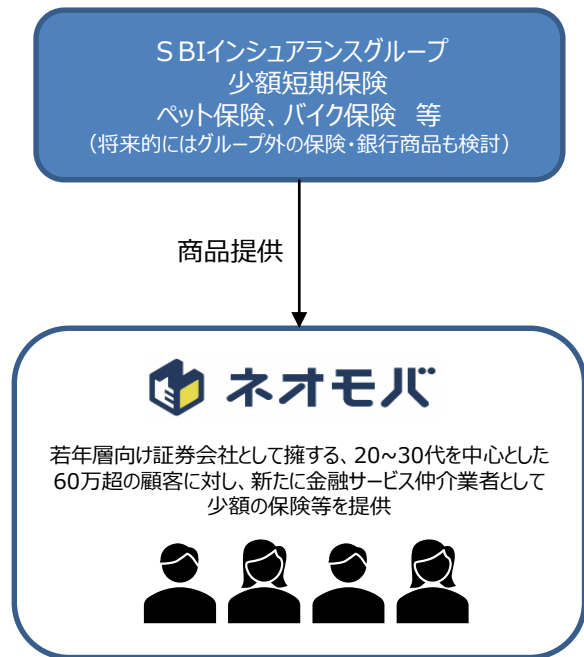 SBIインシュアランスグループ
少額短期保険
ペット保険、バイク保険 等
（将来的にはグループ外の保険・銀行商品も検討）
商品提供
ネオモバ
若年層向け証券会社として擁する、20~30代を中心とした
60万超の顧客に対し、新たに金融サービス仲介業者として
少額の保険等を提供